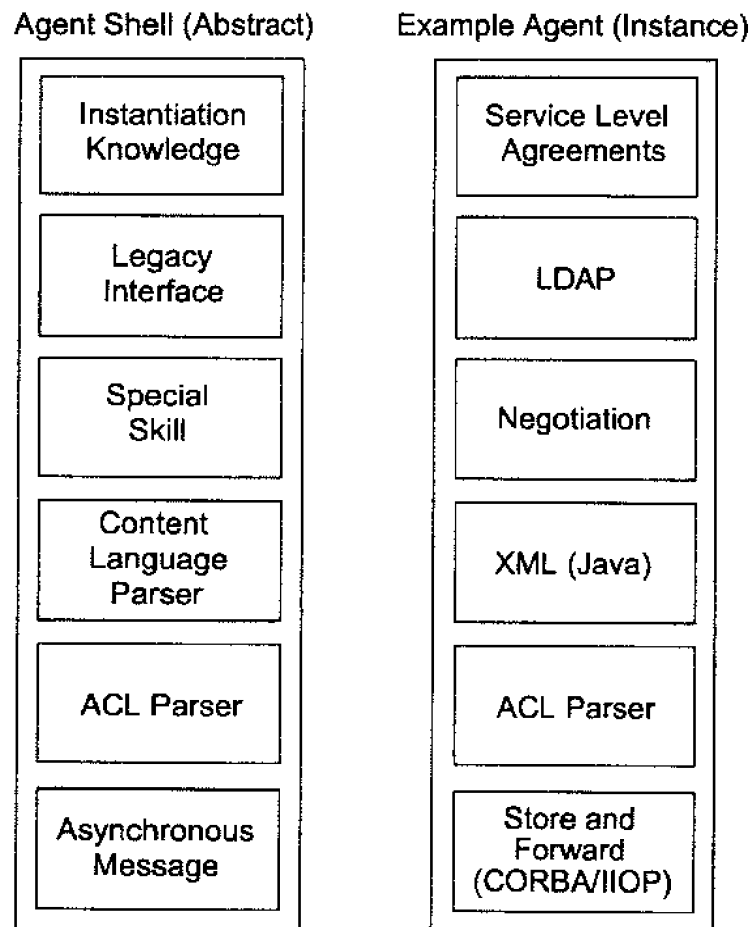 Agent Shell (Abstract)
Instantiation
Knowledge
Legacy
Interface
Special
Skill
Content
Language
Parser
ACL Parser
Asynchronous
Message
Example Agent (Instance)
Service Level
Agreements
LDAP
Negotiation
XML (Java)
ACL Parser
Store and
Forward
(CORBA/IIOP)